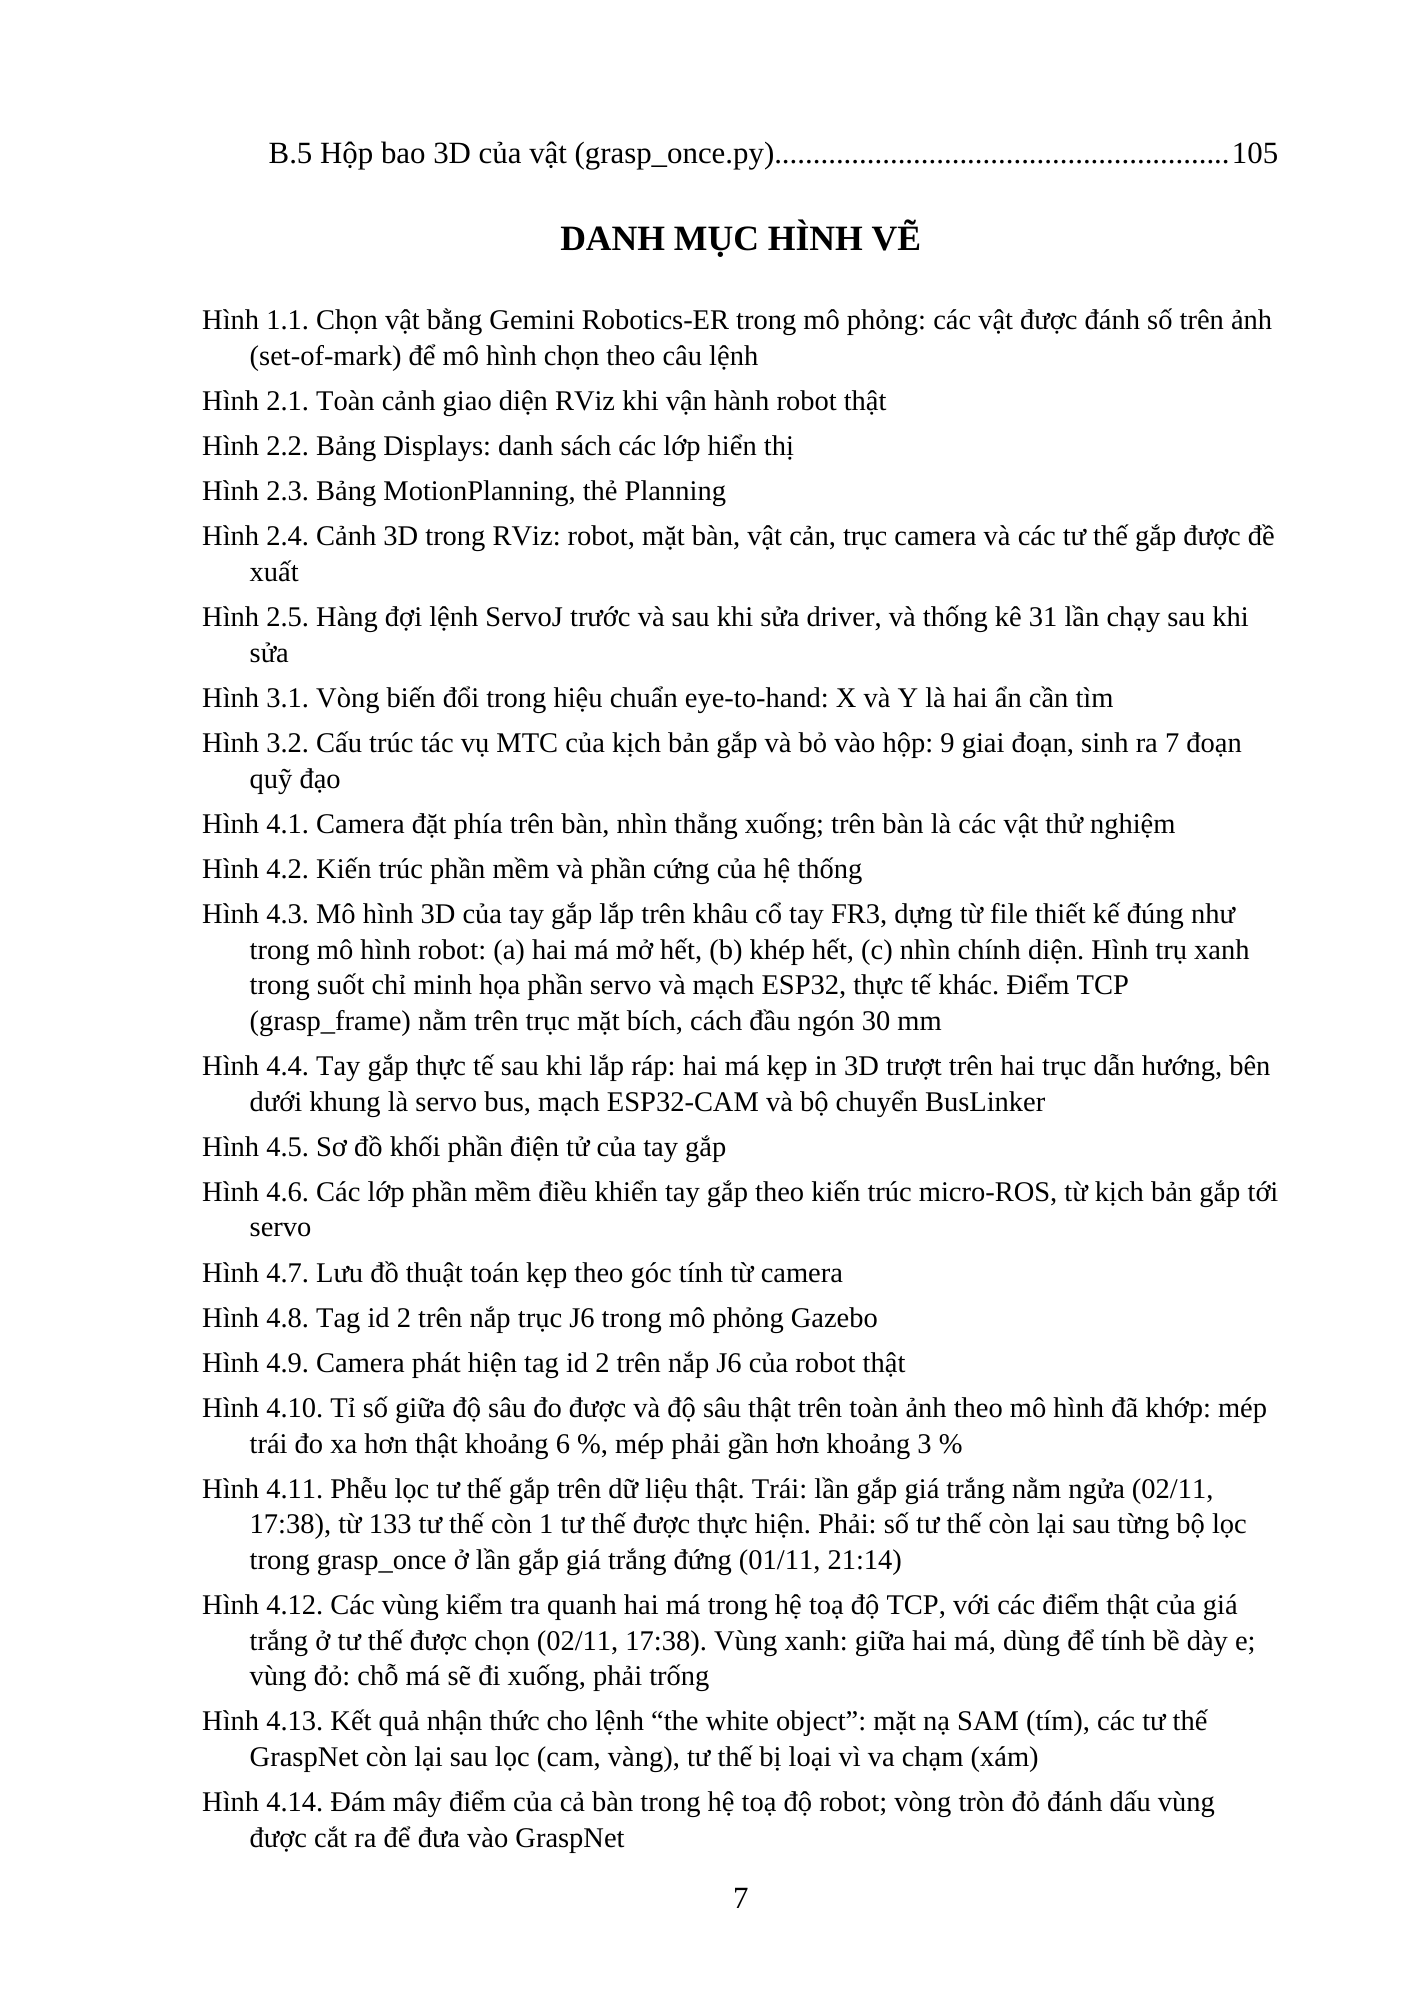 B.5 Hộp bao 3D của vật (grasp_once.py)..........................................................105
DANH MỤC HÌNH VẼ
Hình 1.1. Chọn vật bằng Gemini Robotics-ER trong mô phỏng: các vật được đánh số trên ảnh
(set-of-mark) để mô hình chọn theo câu lệnh
Hình 2.1. Toàn cảnh giao diện RViz khi vận hành robot thật
Hình 2.2. Bảng Displays: danh sách các lớp hiển thị
Hình 2.3. Bảng MotionPlanning, thẻ Planning
Hình 2.4. Cảnh 3D trong RViz: robot, mặt bàn, vật cản, trục camera và các tư thế gắp được đề
xuất
Hình 2.5. Hàng đợi lệnh ServoJ trước và sau khi sửa driver, và thống kê 31 lần chạy sau khi
sửa
Hình 3.1. Vòng biến đổi trong hiệu chuẩn eye-to-hand: X và Y là hai ẩn cần tìm
Hình 3.2. Cấu trúc tác vụ MTC của kịch bản gắp và bỏ vào hộp: 9 giai đoạn, sinh ra 7 đoạn
quỹ đạo
Hình 4.1. Camera đặt phía trên bàn, nhìn thẳng xuống; trên bàn là các vật thử nghiệm
Hình 4.2. Kiến trúc phần mềm và phần cứng của hệ thống
Hình 4.3. Mô hình 3D của tay gắp lắp trên khâu cổ tay FR3, dựng từ file thiết kế đúng như
trong mô hình robot: (a) hai má mở hết, (b) khép hết, (c) nhìn chính diện. Hình trụ xanh
trong suốt chỉ minh họa phần servo và mạch ESP32, thực tế khác. Điểm TCP
(grasp_frame) nằm trên trục mặt bích, cách đầu ngón 30 mm
Hình 4.4. Tay gắp thực tế sau khi lắp ráp: hai má kẹp in 3D trượt trên hai trục dẫn hướng, bên
dưới khung là servo bus, mạch ESP32-CAM và bộ chuyển BusLinker
Hình 4.5. Sơ đồ khối phần điện tử của tay gắp
Hình 4.6. Các lớp phần mềm điều khiển tay gắp theo kiến trúc micro-ROS, từ kịch bản gắp tới
servo
Hình 4.7. Lưu đồ thuật toán kẹp theo góc tính từ camera
Hình 4.8. Tag id 2 trên nắp trục J6 trong mô phỏng Gazebo
Hình 4.9. Camera phát hiện tag id 2 trên nắp J6 của robot thật
Hình 4.10. Tỉ số giữa độ sâu đo được và độ sâu thật trên toàn ảnh theo mô hình đã khớp: mép
trái đo xa hơn thật khoảng 6 %, mép phải gần hơn khoảng 3 %
Hình 4.11. Phễu lọc tư thế gắp trên dữ liệu thật. Trái: lần gắp giá trắng nằm ngửa (02/11,
17:38), từ 133 tư thế còn 1 tư thế được thực hiện. Phải: số tư thế còn lại sau từng bộ lọc
trong grasp_once ở lần gắp giá trắng đứng (01/11, 21:14)
Hình 4.12. Các vùng kiểm tra quanh hai má trong hệ toạ độ TCP, với các điểm thật của giá
trắng ở tư thế được chọn (02/11, 17:38). Vùng xanh: giữa hai má, dùng để tính bề dày e;
vùng đỏ: chỗ má sẽ đi xuống, phải trống
Hình 4.13. Kết quả nhận thức cho lệnh “the white object”: mặt nạ SAM (tím), các tư thế
GraspNet còn lại sau lọc (cam, vàng), tư thế bị loại vì va chạm (xám)
Hình 4.14. Đám mây điểm của cả bàn trong hệ toạ độ robot; vòng tròn đỏ đánh dấu vùng
được cắt ra để đưa vào GraspNet
7